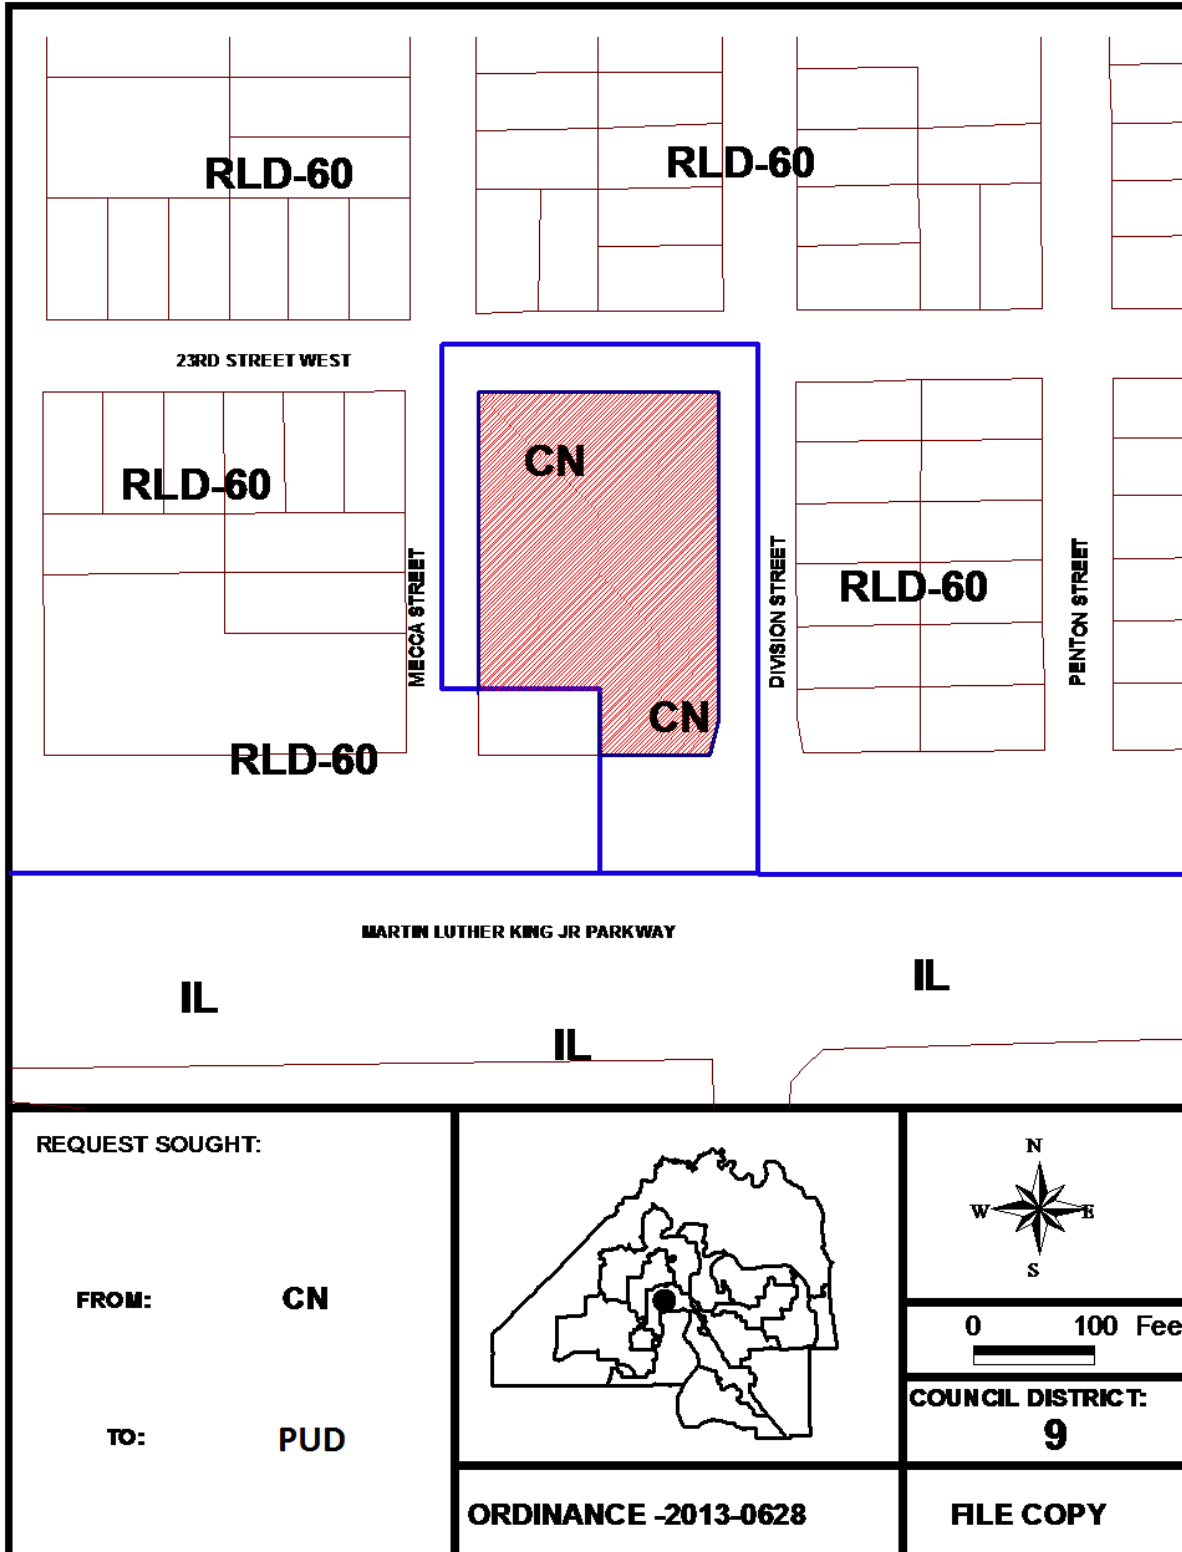 RLD-60
RLD-60
23RD STREET WEST
CN
RLD-60
MECCA STREET
DIVISION STREET
PENTON STREET
RLD-60
CN
RLD-60
MARTIN LUTHER KING JR PARKWAY
IL
IL
IL
REQUEST SOUGHT:
FROM: CN
TO: PUD
N
W E
S
0 100 Fee
COUNCIL DISTRICT:
9
ORDINANCE -2013-0628
FILE COPY